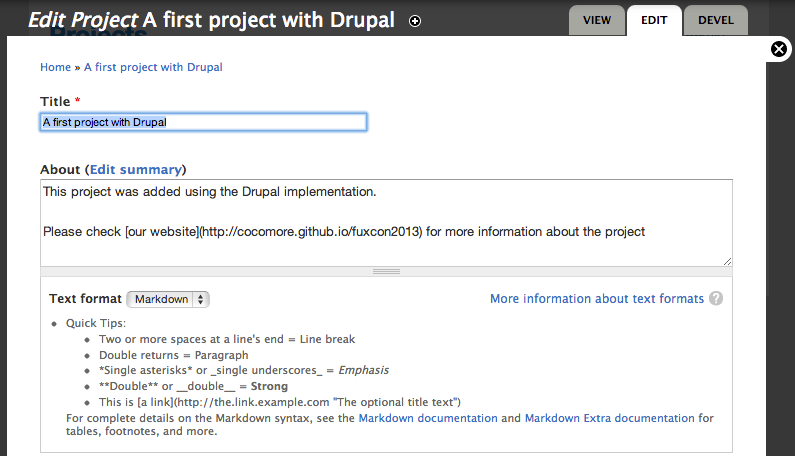 Edit Project A first project with Drupal
VIEW
EDIT
DEVEL
Projects
Home » A first project with Drupal
Title *
A first project with Drupal
About (Edit summary)
This project was added using the Drupal implementation.
Please check [our website](http://cocomore.github.io/fuxcon2013) for more information about the project
Text format Markdown More information about text formats ?
Quick Tips:
Two or more spaces at a line's end = Line break
Double returns = Paragraph
*Single asterisks* or _single underscores_ = Emphasis
**Double** or __double__ = Strong
This is [a link](http://the.link.example.com "The optional title text")
For complete details on the Markdown syntax, see the Markdown documentation and Markdown Extra documentation for
tables, footnotes, and more.